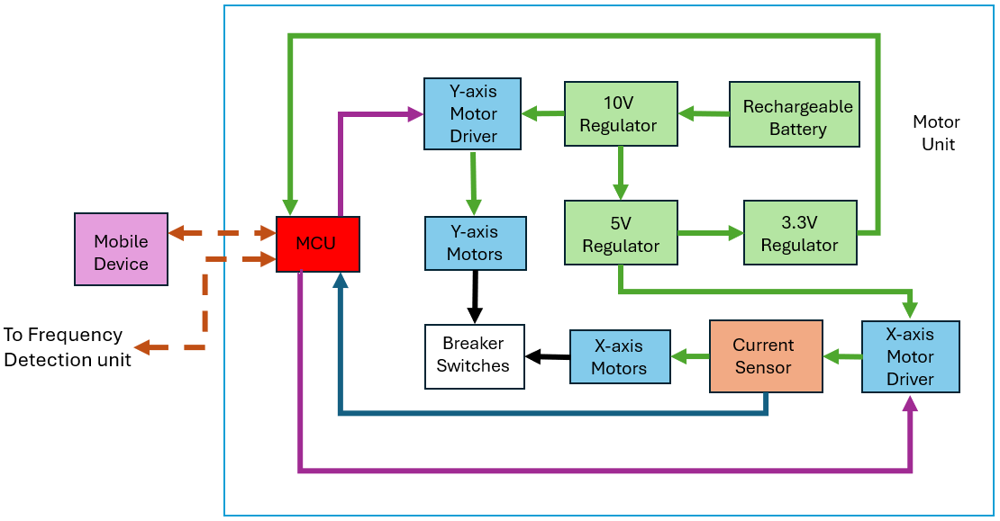 Y-axis
Motor
Driver
10V
Regulator
Rechargeable
Battery
Motor
Unit
Mobile
Device
MCU
Y-axis
Motors
5V
Regulator
3.3V
Regulator
To Frequency
Detection unit
Breaker
Switches
X-axis
Motors
Current
Sensor
X-axis
Motor
Driver